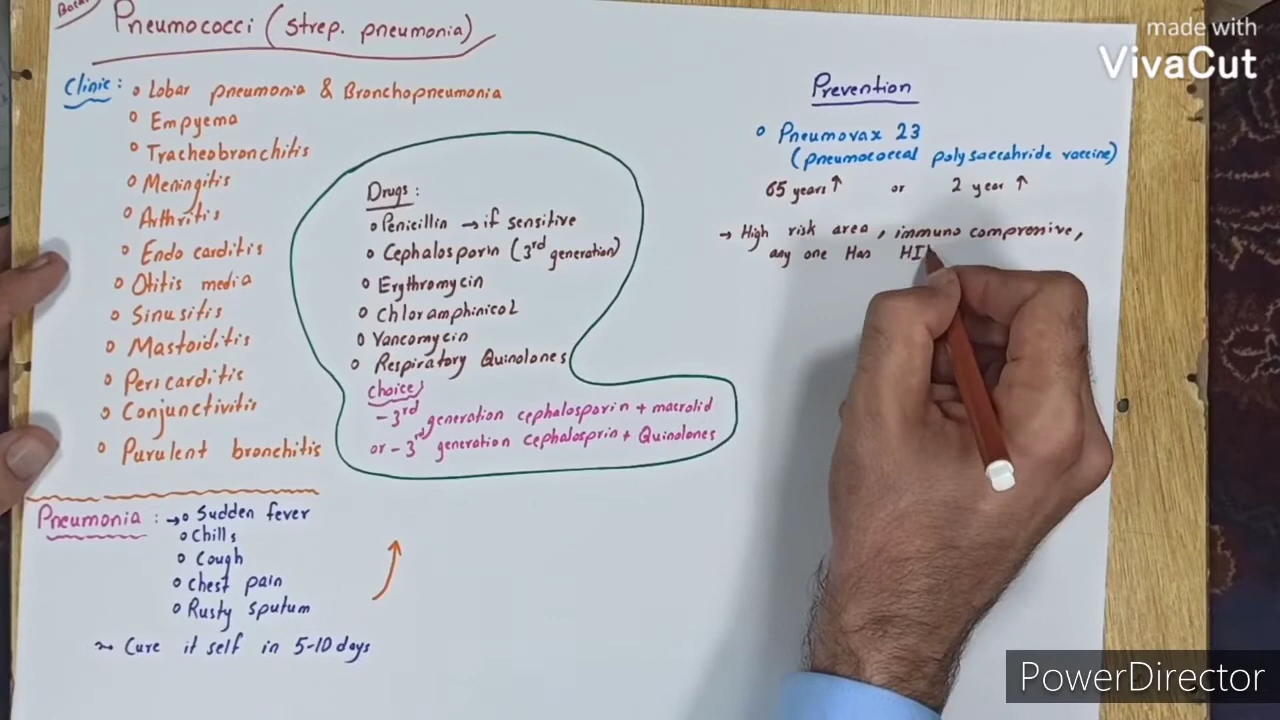 Pneumococci (strep. pneumonia)
Clinic:
Lobar pneumonia & Bronchopneumonia
Empyema
Tracheobronchitis
Meningitis
Arthritis
Endo carditis
Otitis media
Sinusitis
Mastoiditis
Pericarditis
Conjunctivitis
Purulent bronchitis
Pneumonia: → Sudden fever
Chills
Cough
Chest pain
Rusty sputum
Cure it self in 5-10 days
Drugs:
Penicillin → if sensitive
Cephalosporin (3rd generation)
Erythromycin
Chloramphinicol
Vancomycin
Respiratory Quinolones
Choice
- 3rd generation cephalosporin + macrolid
or - 3rd generation cephalosprin + Quinolones
Prevention
Pneumovax 23
(pneumococcal polysaccahride vaccine)
65 years ↑ or 2 year ↑
→ High risk area, immuno compromive,
any one Has HI
made with
VivaCut
PowerDirector